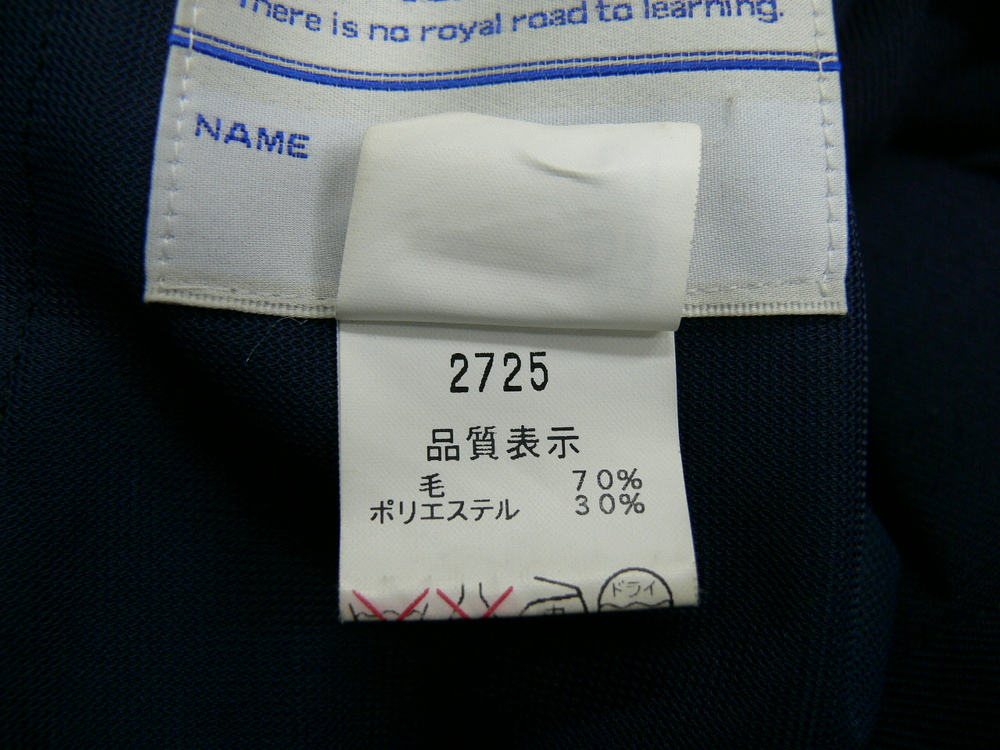 There is no royal road to learning.
NAME
2725
品質表示
毛 70%
ポリエステル 30%
中
ドライ